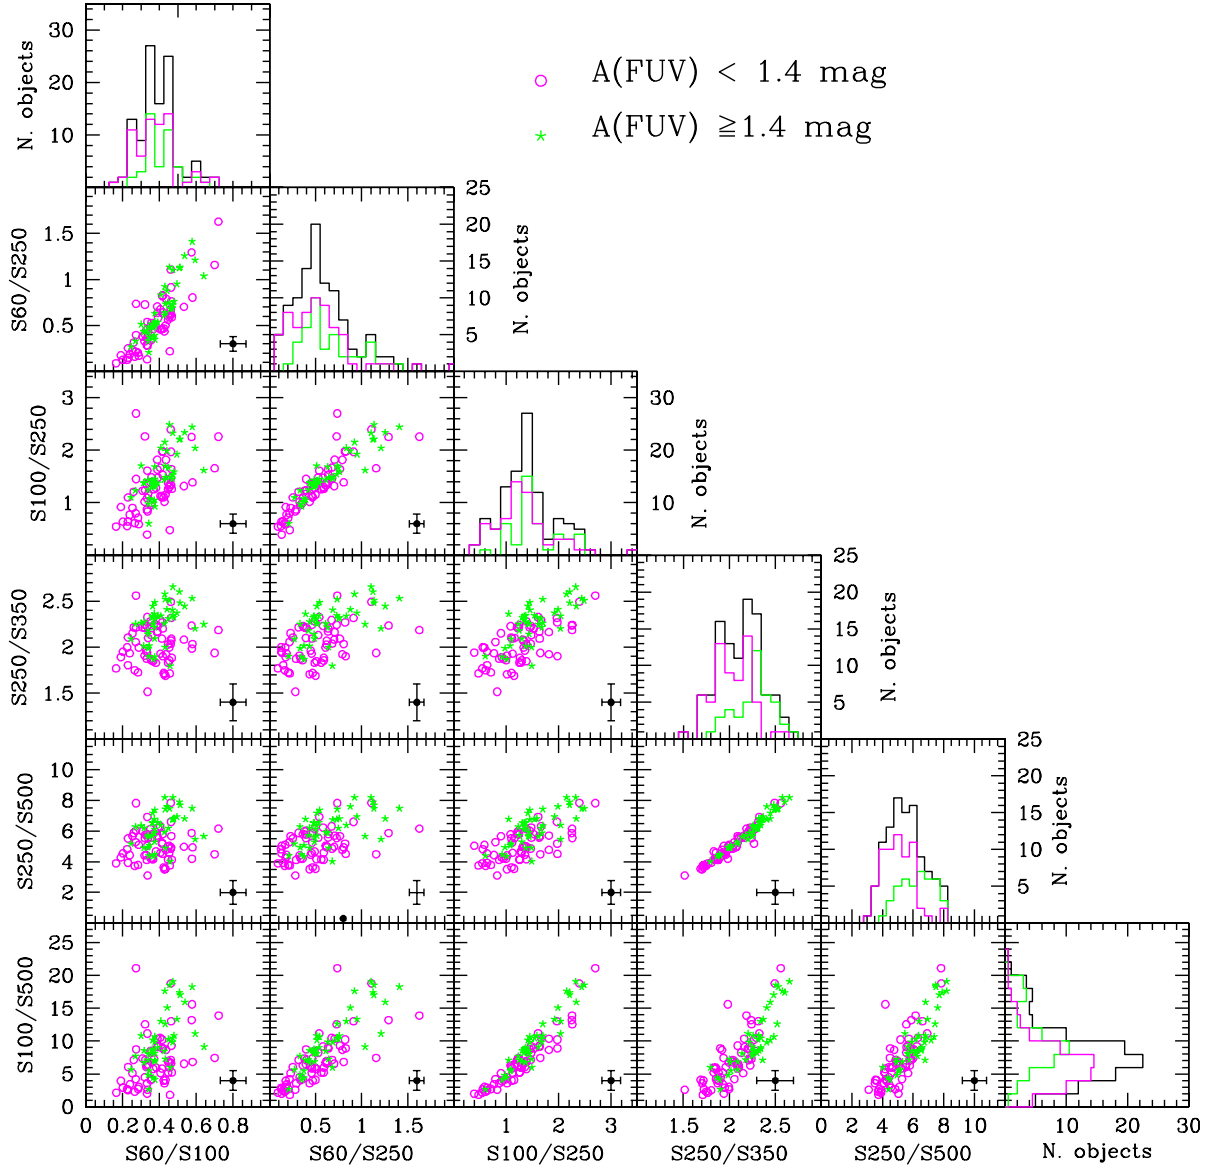 30
20
10
N. objects
A(FUV) < 1.4 mag
A(FUV) ≧1.4 mag
1.5
1
0.5
S60/S250
25
20
15
10
5
N. objects
3
2
1
S100/S250
30
20
10
N. objects
2.5
2
1.5
S250/S350
25
20
15
10
5
N. objects
10
8
6
4
2
S250/S500
25
20
15
10
5
N. objects
25
20
15
10
5
0
S100/S500
0 0.2 0.4 0.6 0.8
0.5 1 1.5
1 2 3
1.5 2 2.5
0 2 4 6 8 10
10 20 30
S60/S100
S60/S250
S100/S250
S250/S350
S250/S500
N. objects